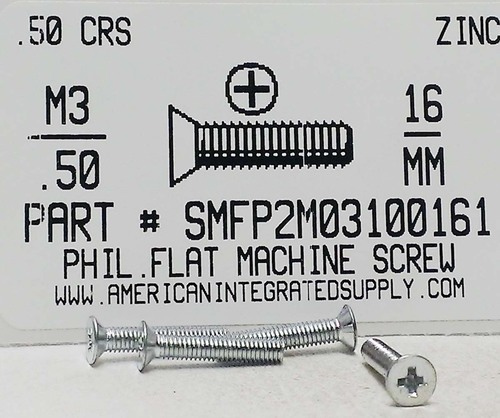 .50 CRS ZINC
M3 16
.50 MM
PART # SMFP2M03100161
PHIL.FLAT MACHINE SCREW
WWW.AMERICANINTEGRATEDSUPPLY.COM